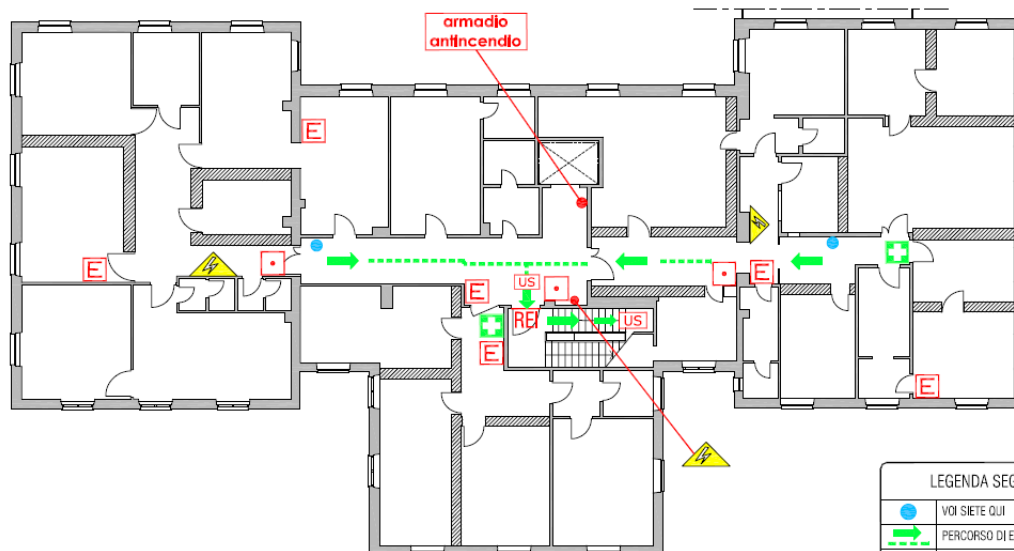 armadio
antincendio
E
E
E
US
REI
US
E
E
E
LEGENDA SEG
VOI SIETE QUI
PERCORSO DI E